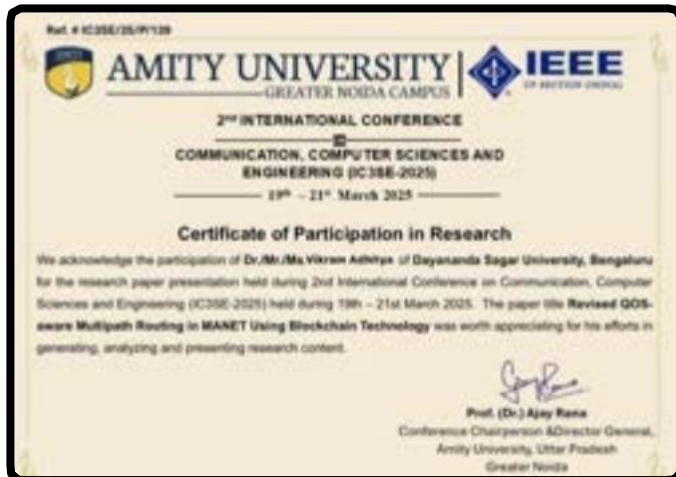 Ref. # IC3SE/25/P/139
AMITY UNIVERSITY
GREATER NOIDA CAMPUS
IEEE
UP SECTION (INDIA)
2nd INTERNATIONAL CONFERENCE
COMMUNICATION, COMPUTER SCIENCES AND
ENGINEERING (IC3SE-2025)
19th – 21st March 2025
Certificate of Participation in Research
We acknowledge the participation of Dr./Mr./Ms Vikram Adhitya of Dayananda Sagar University, Bengaluru
for the research paper presentation held during 2nd International Conference on Communication, Computer
Sciences and Engineering (IC3SE-2025) held during 19th – 21st March 2025. The paper title Revised QOS-
aware Multipath Routing in MANET Using Blockchain Technology was worth appreciating for his efforts in
generating, analyzing and presenting research content.
Prof. (Dr.) Ajay Rana
Conference Chairperson &Director General,
Amity University, Uttar Pradesh
Greater Noida